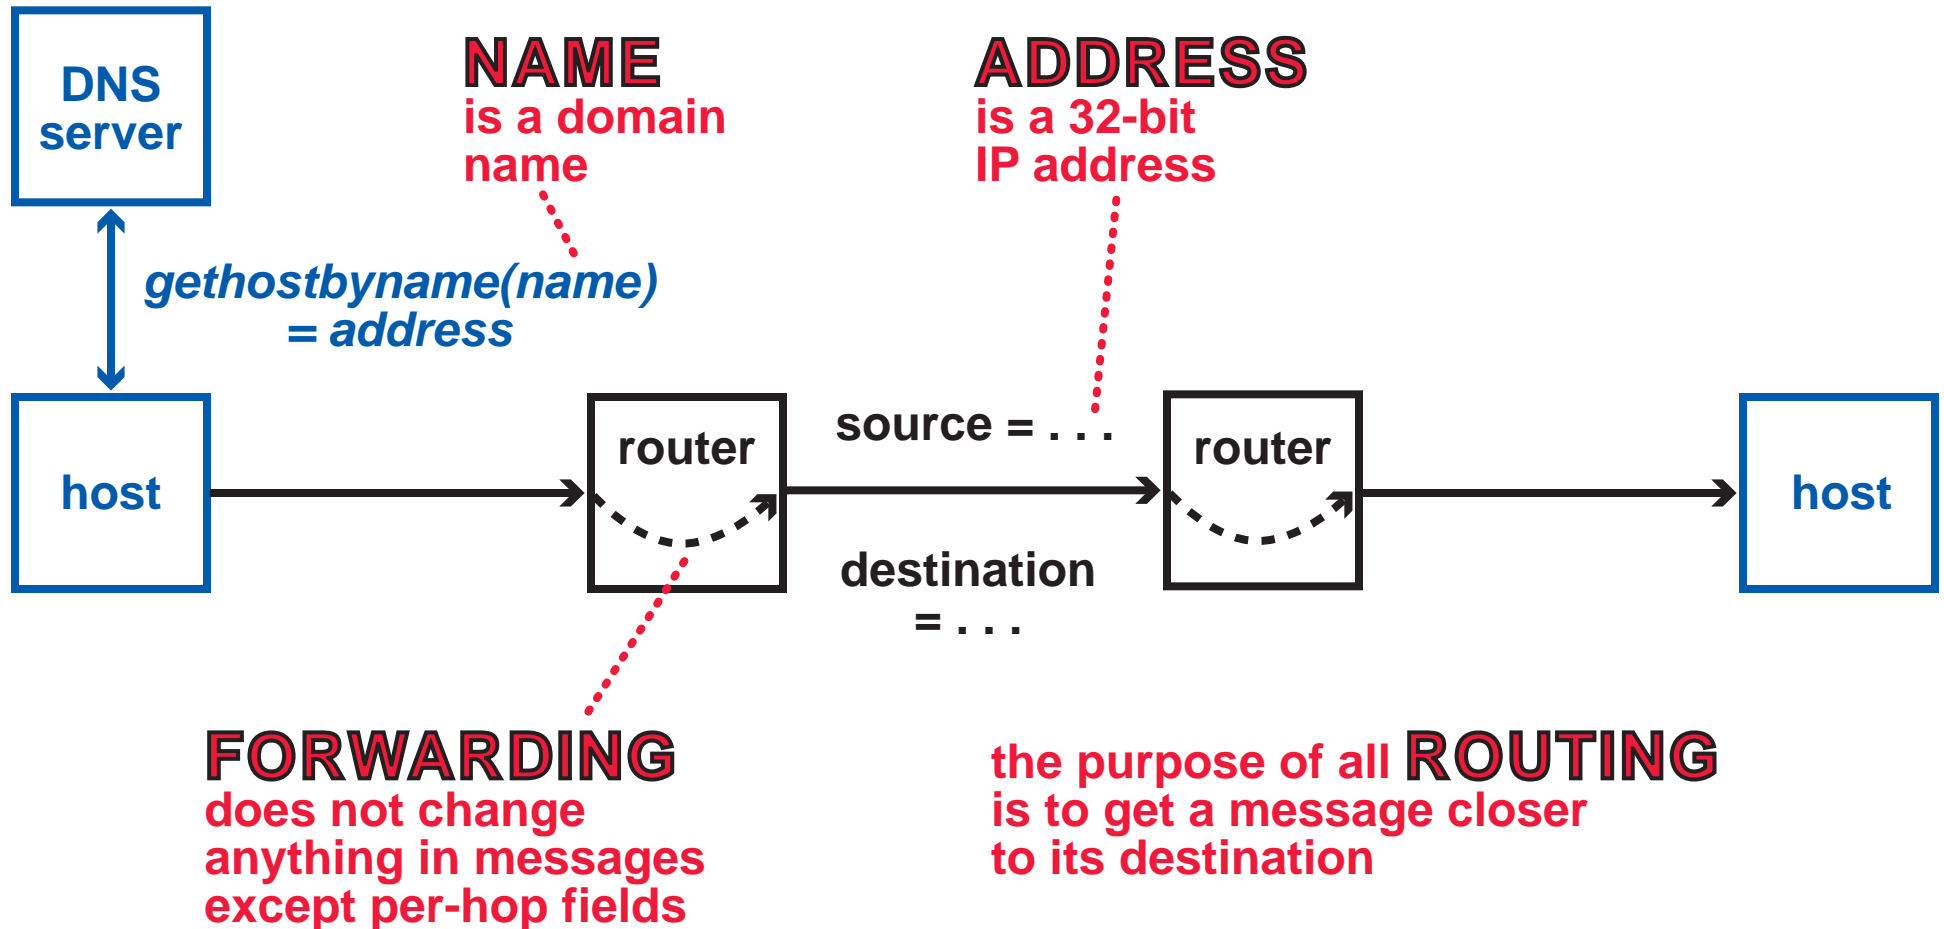 DNS
server
NAME
is a domain
name
ADDRESS
is a 32-bit
IP address
gethostbyname(name)
= address
host
router
source = . . .
destination
= . . .
router
host
FORWARDING
does not change
anything in messages
except per-hop fields
the purpose of all ROUTING
is to get a message closer
to its destination